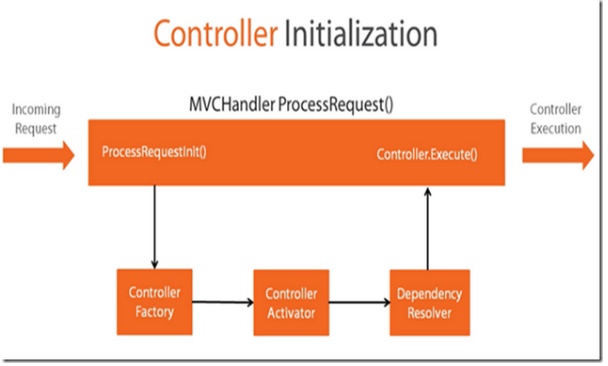 Controller Initialization
MVCHandler ProcessRequest()
Incoming
Request
ProcessRequestInit()
Controller.Execute()
Controller
Execution
Controller
Factory
Controller
Activator
Dependency
Resolver